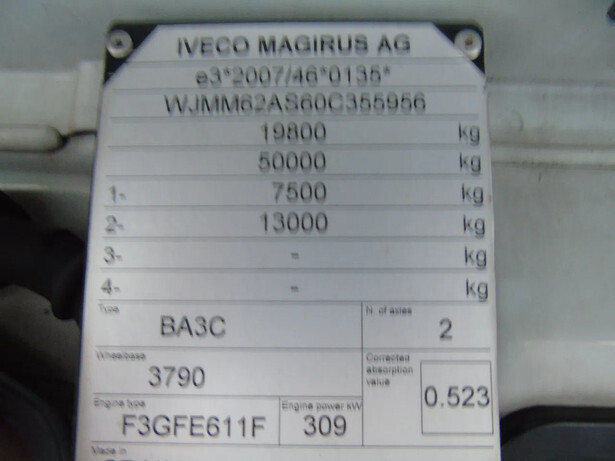 IVECO MAGIRUS AG
e3*2007/46*0135*
WJMM62AS60C355956
19800 kg
50000 kg
1- 7500 kg
2- 13000 kg
3- - kg
4- - kg
Type N. of axles
BA3C 2
Wheelbase Corrected
absorption
value
3790
0.523
Engine type Engine power kW
F3GFE611F 309
Made in